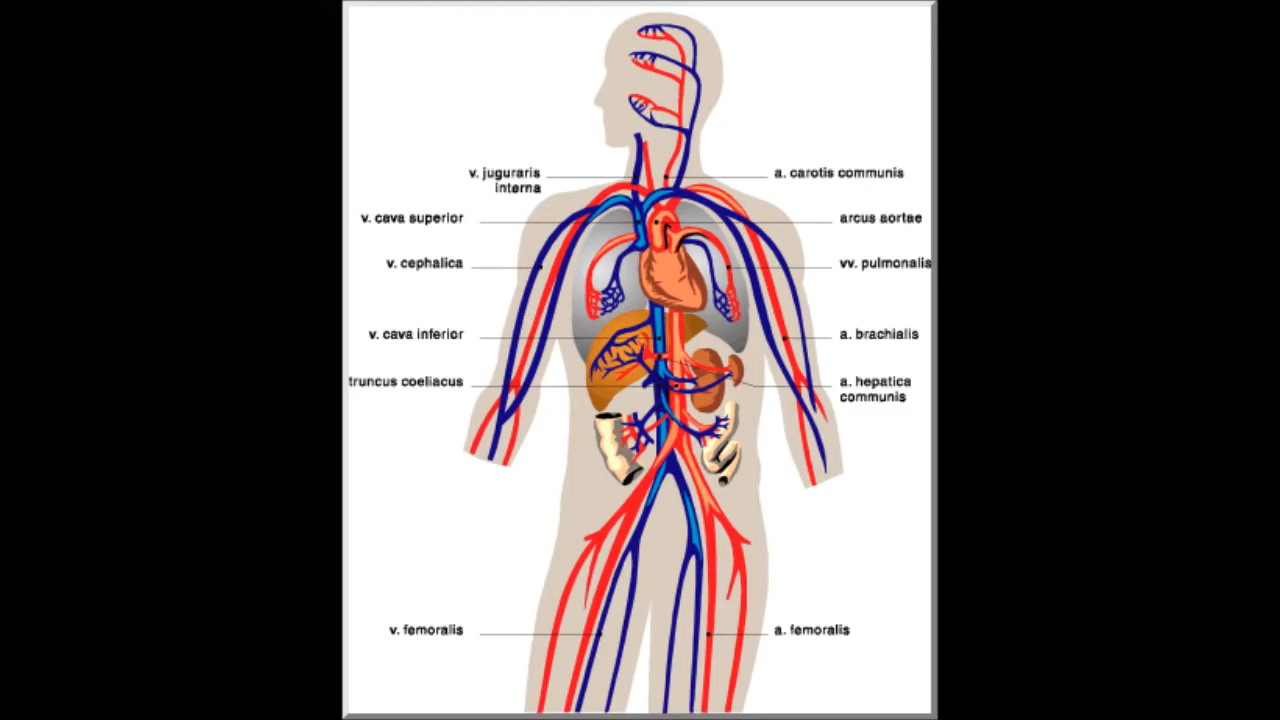 v. juguraris
interna
v. cava superior
v. cephalica
v. cava inferior
truncus coeliacus
v. femoralis
a. carotis communis
arcus aortae
vv. pulmonalis
a. brachialis
a. hepatica
communis
a. femoralis